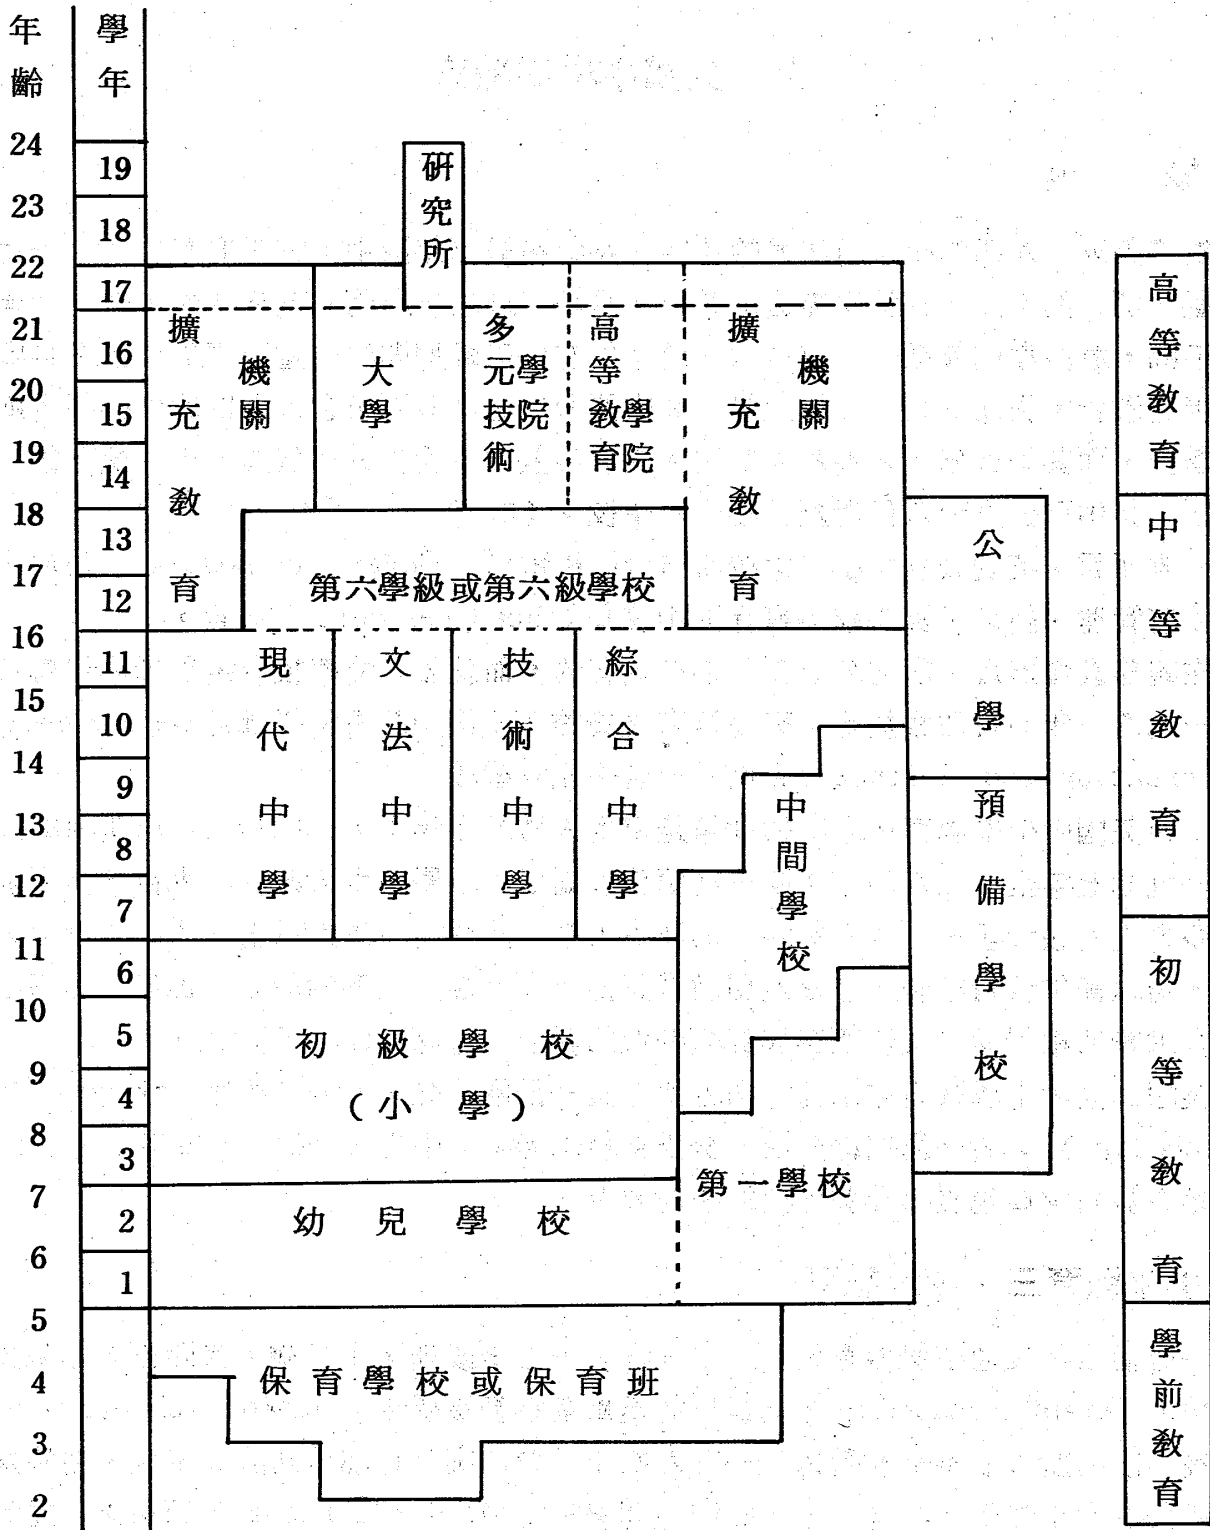 年齡
學年
24
23
22
21
20
19
18
17
16
15
14
13
12
11
10
9
8
7
6
5
4
3
2
19
18
17
16
15
14
13
12
11
10
9
8
7
6
5
4
3
2
1
研究所
擴充教育
機關
大學
多元技術
學院
高等教育
學院
擴充教育
機關
第六學級或第六級學校
現代中學
文法中學
技術中學
綜合中學
中間學校
公學
預備學校
初級學校
(小學)
第一學校
幼兒學校
保育學校或保育班
高等教育
中等教育
初等教育
學前教育